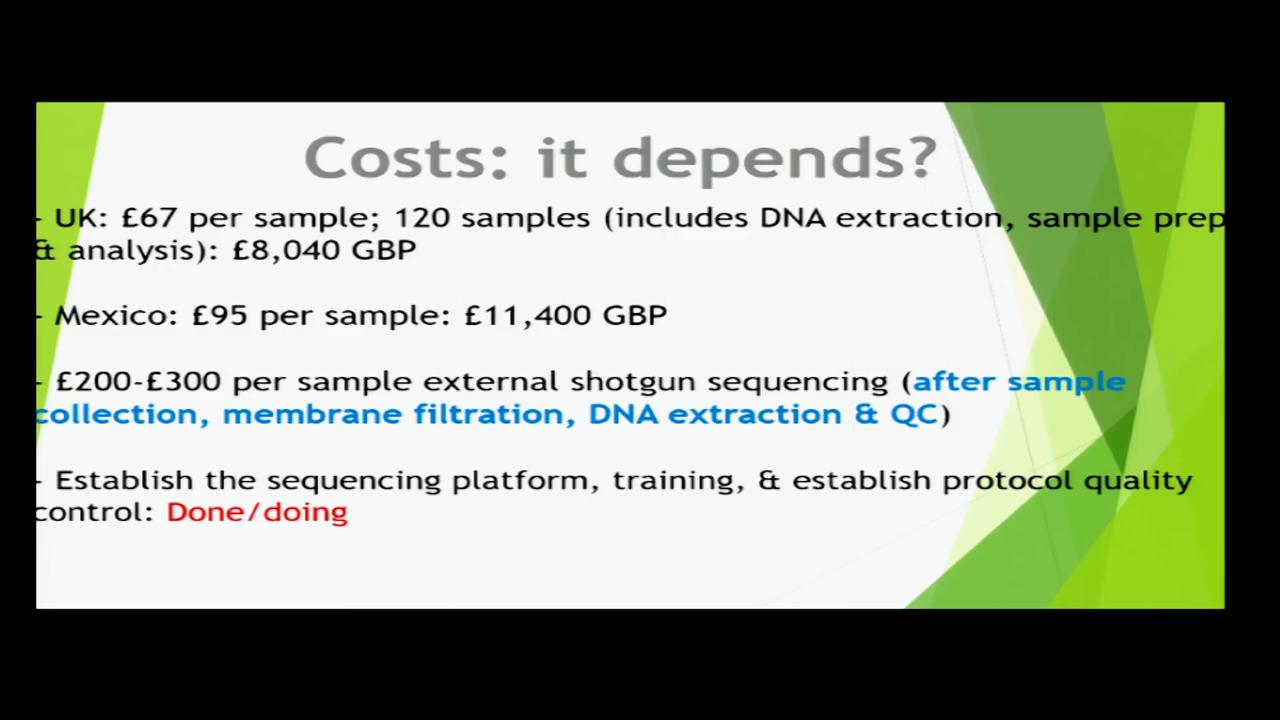 Costs: it depends?
- UK: £67 per sample; 120 samples (includes DNA extraction, sample prep
& analysis): £8,040 GBP
- Mexico: £95 per sample: £11,400 GBP
- £200-£300 per sample external shotgun sequencing (after sample
collection, membrane filtration, DNA extraction & QC)
- Establish the sequencing platform, training, & establish protocol quality
control: Done/doing